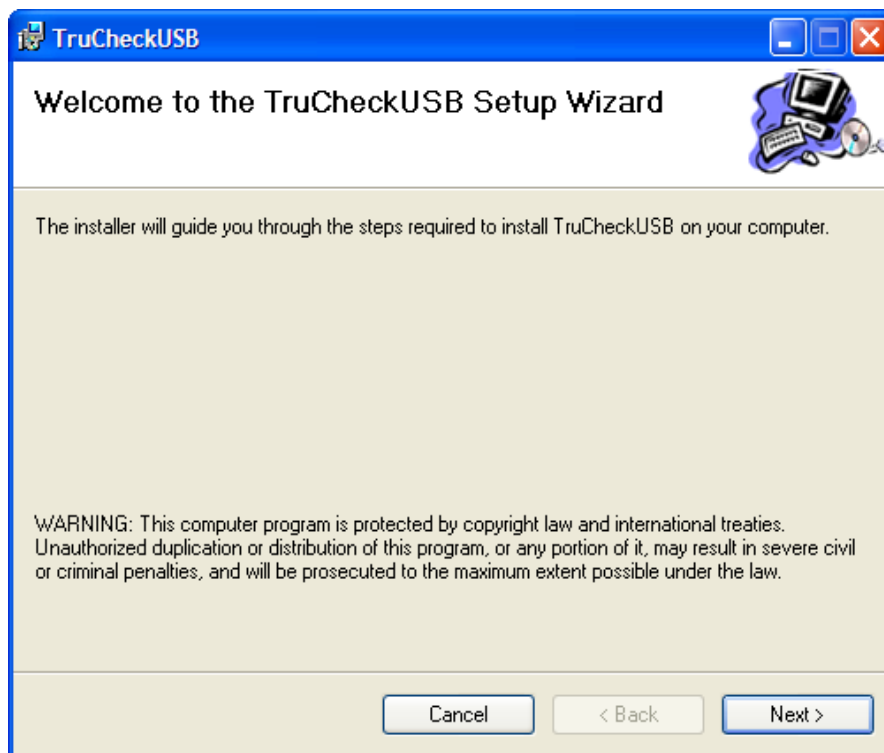 TruCheckUSB
Welcome to the TruCheckUSB Setup Wizard
The installer will guide you through the steps required to install TruCheckUSB on your computer.
WARNING: This computer program is protected by copyright law and international treaties.
Unauthorized duplication or distribution of this program, or any portion of it, may result in severe civil
or criminal penalties, and will be prosecuted to the maximum extent possible under the law.
Cancel
< Back
Next >